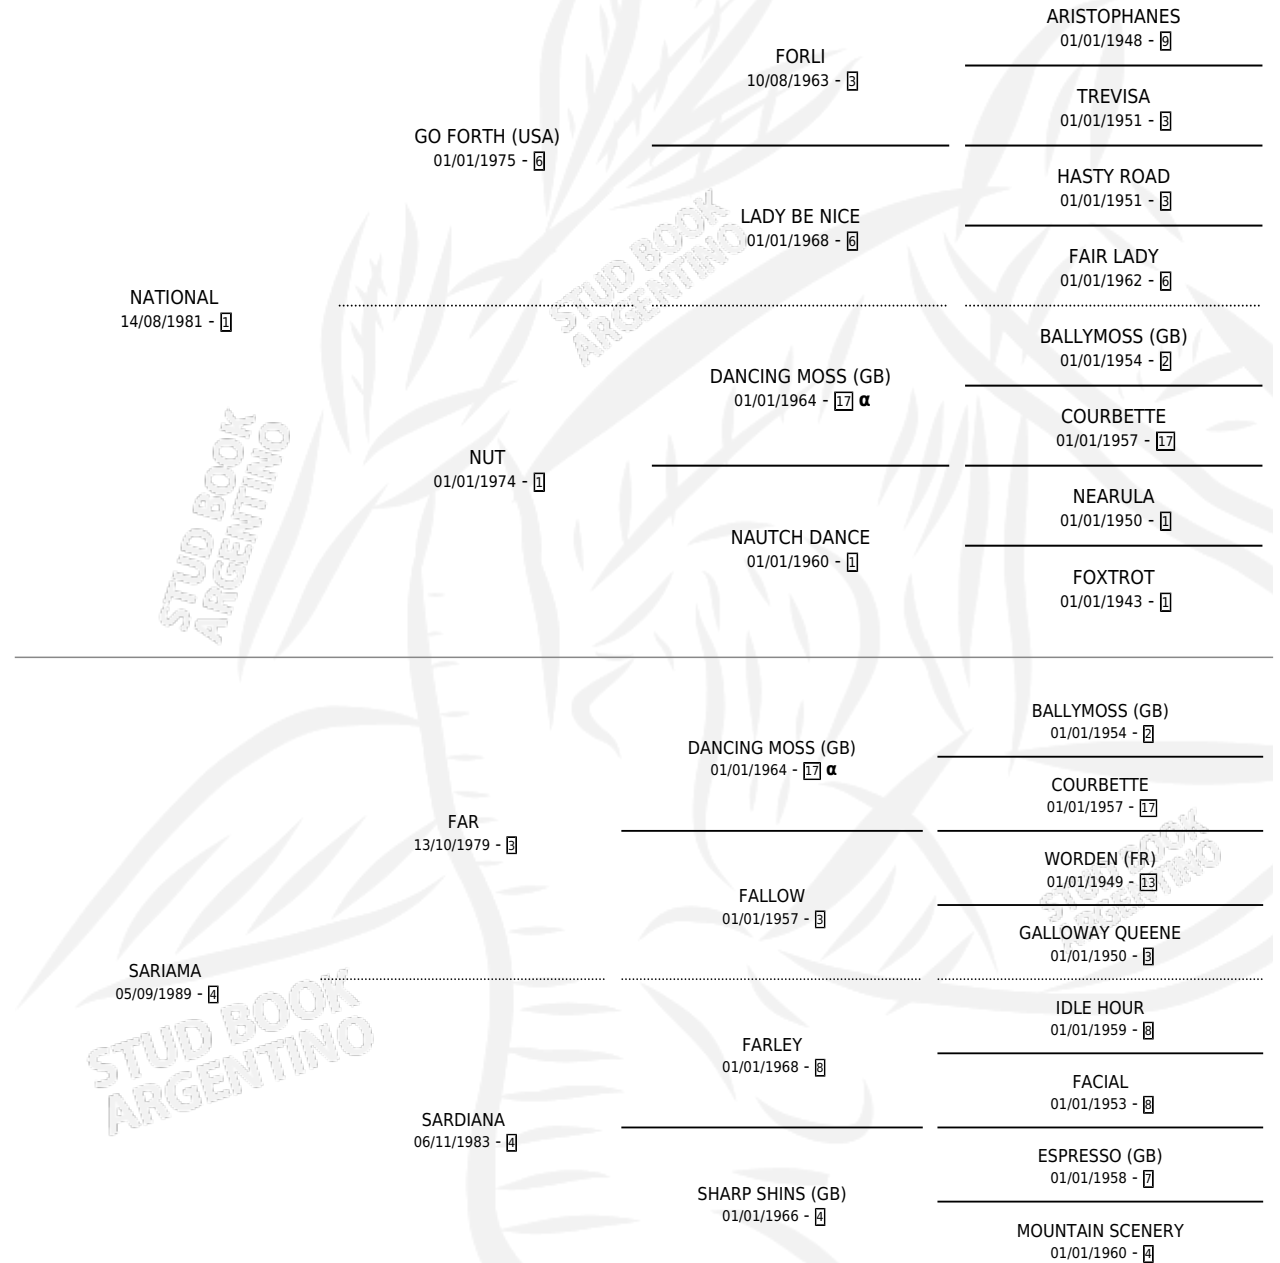 ARISTOPHANES
01/01/1948 - 9
FORLI
10/08/1963 - 3
TREVISA
01/01/1951 - 3
GO FORTH (USA)
01/01/1975 - 6
HASTY ROAD
01/01/1951 - 3
LADY BE NICE
01/01/1968 - 6
FAIR LADY
01/01/1962 - 6
NATIONAL
14/08/1981 - 1
BALLYMOSS (GB)
01/01/1954 - 2
DANCING MOSS (GB)
01/01/1964 - 17 α
COURBETTE
01/01/1957 - 17
NUT
01/01/1974 - 1
NEARULA
01/01/1950 - 1
NAUTCH DANCE
01/01/1960 - 1
FOXTROT
01/01/1943 - 1
BALLYMOSS (GB)
01/01/1954 - 2
DANCING MOSS (GB)
01/01/1964 - 17 α
COURBETTE
01/01/1957 - 17
FAR
13/10/1979 - 3
WORDEN (FR)
01/01/1949 - 13
FALLOW
01/01/1957 - 3
GALLOWAY QUEENE
01/01/1950 - 3
SARIAMA
05/09/1989 - 4
IDLE HOUR
01/01/1959 - 8
FARLEY
01/01/1968 - 8
FACIAL
01/01/1953 - 8
SARDIANA
06/11/1983 - 4
ESPRESSO (GB)
01/01/1958 - 7
SHARP SHINS (GB)
01/01/1966 - 4
MOUNTAIN SCENERY
01/01/1960 - 4
STUD BOOK
ARGENTINO
STUD BOOK
ARGENTINO
STUD BOOK
ARGENTINO
STUD BOOK
ARGENTINO